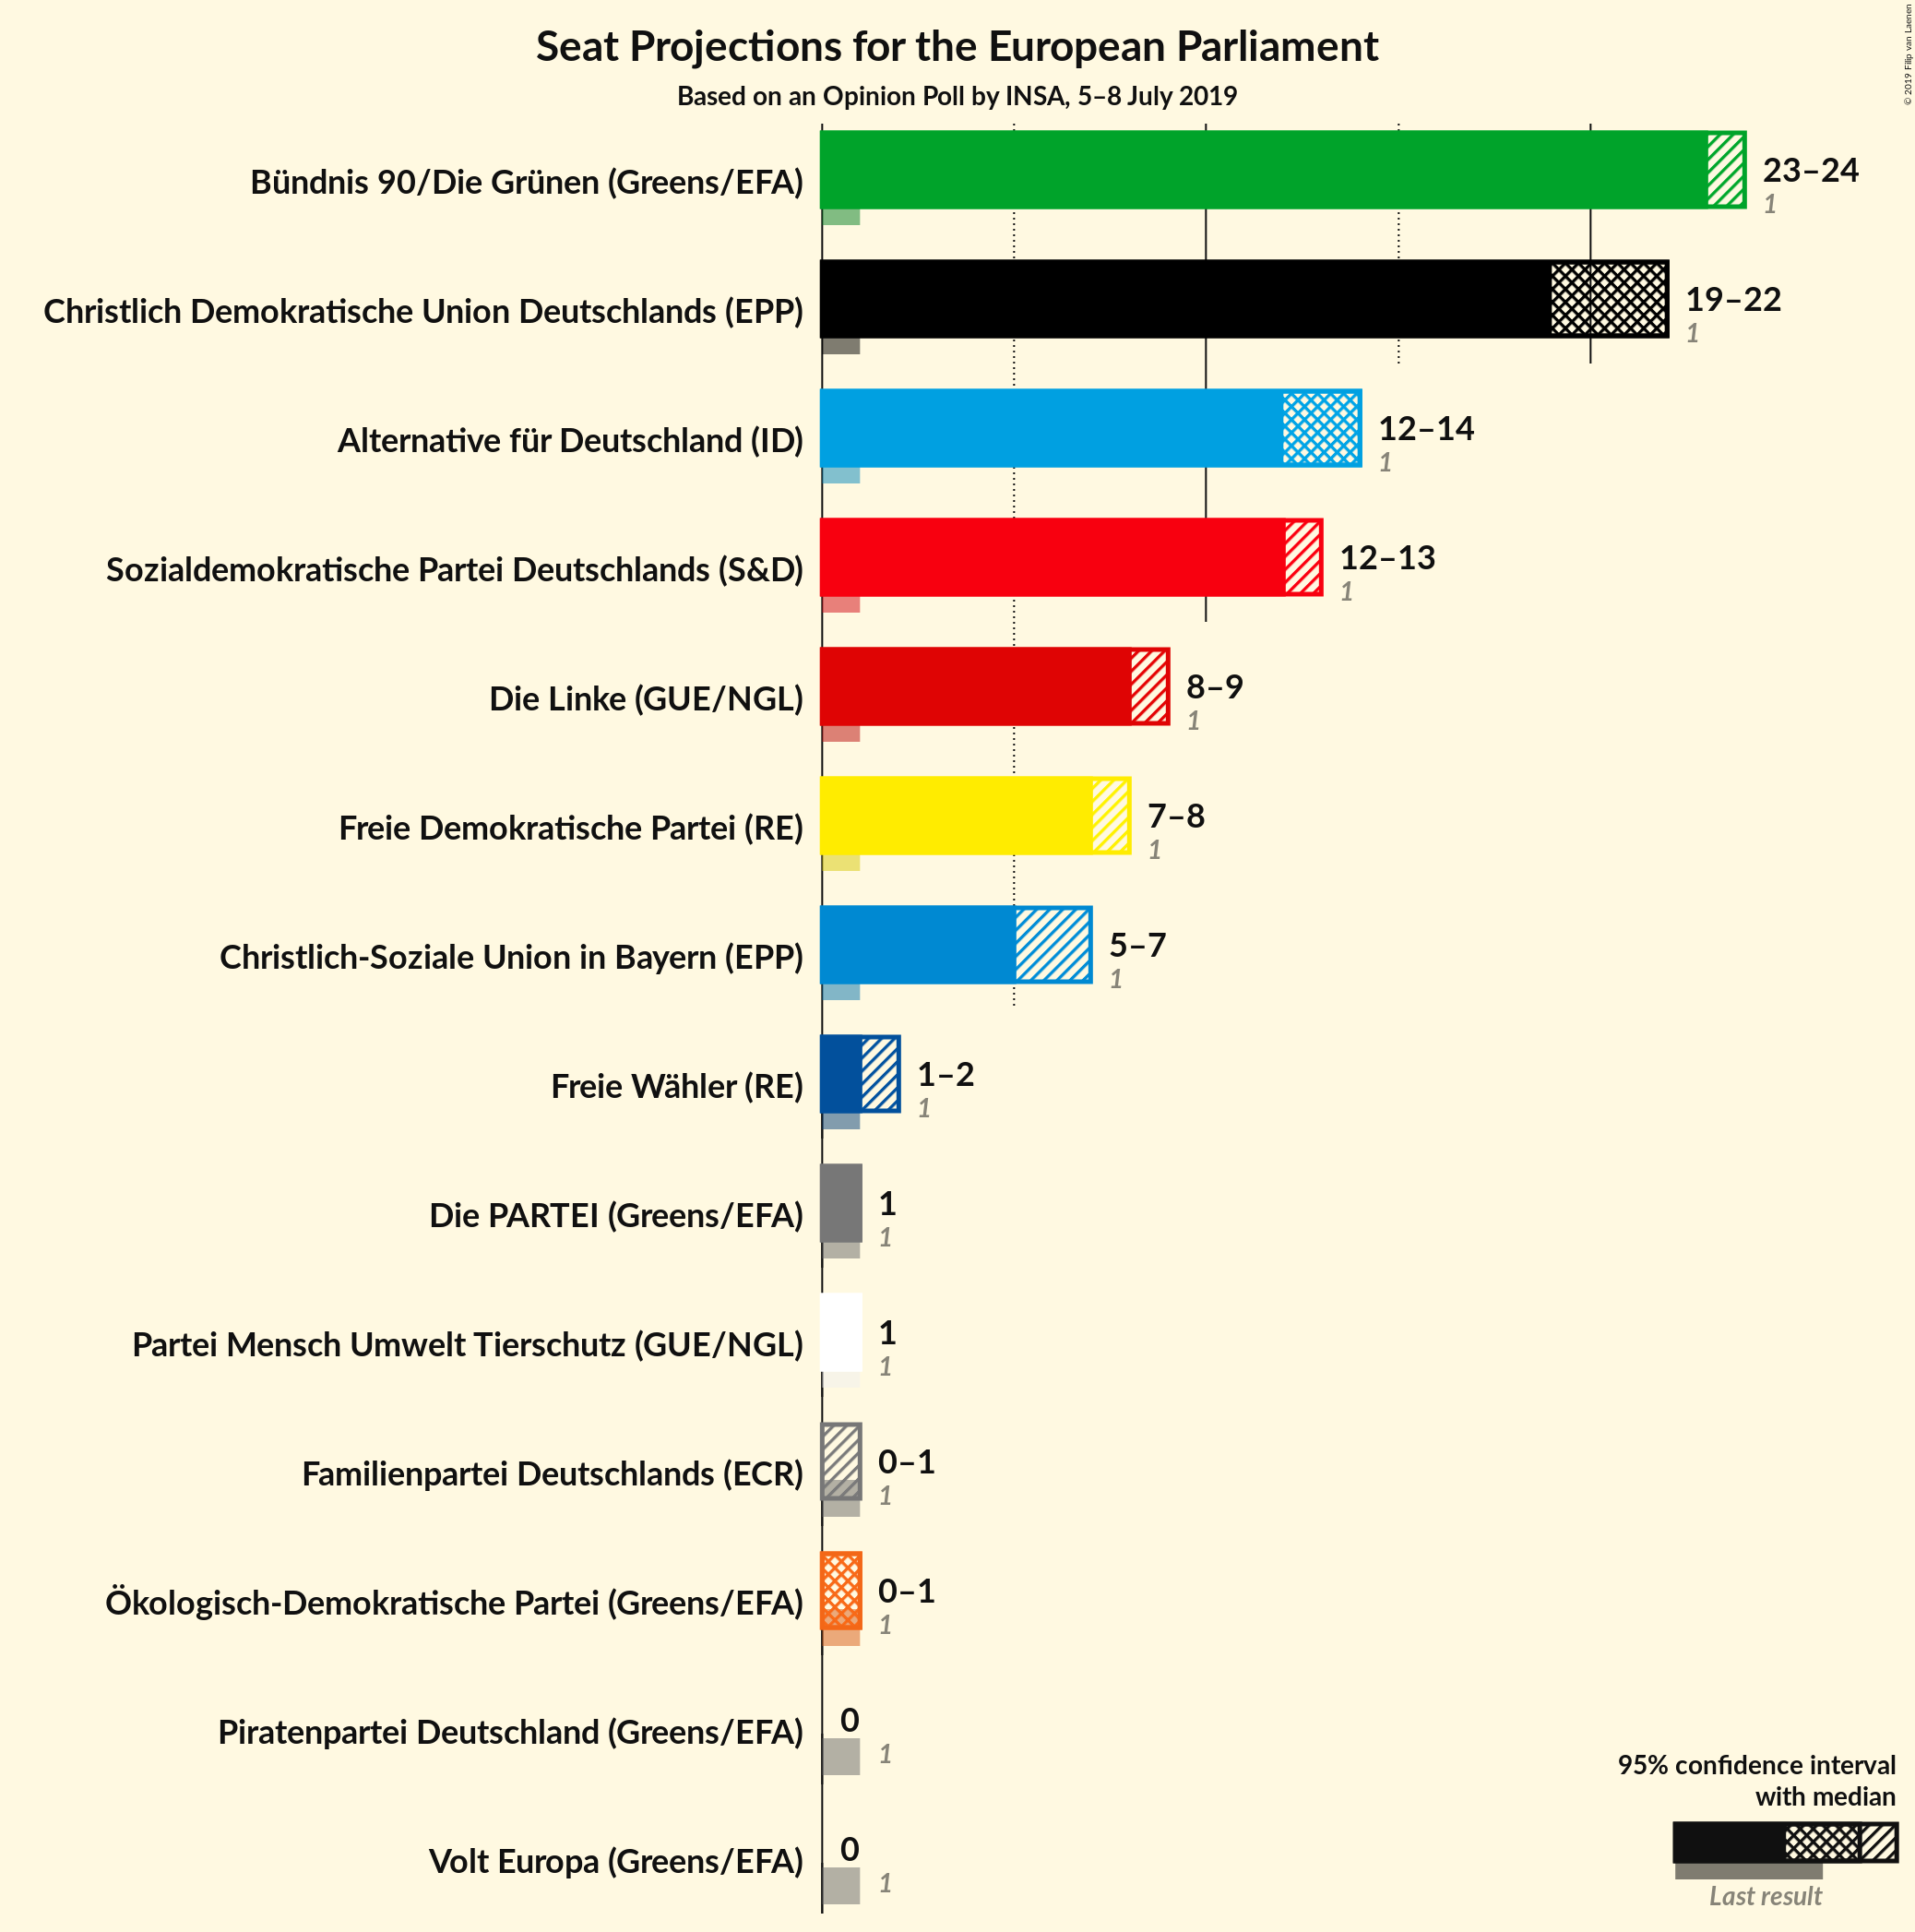 © 2019 Filip van Laenen
Seat Projections for the European Parliament
Based on an Opinion Poll by INSA, 5–8 July 2019
Bündnis 90/Die Grünen (Greens/EFA)
23–24
1
Christlich Demokratische Union Deutschlands (EPP)
19–22
1
Alternative für Deutschland (ID)
12–14
1
Sozialdemokratische Partei Deutschlands (S&D)
12–13
1
Die Linke (GUE/NGL)
8–9
1
Freie Demokratische Partei (RE)
7–8
1
Christlich-Soziale Union in Bayern (EPP)
5–7
1
Freie Wähler (RE)
1–2
1
Die PARTEI (Greens/EFA)
1
1
Partei Mensch Umwelt Tierschutz (GUE/NGL)
1
1
Familienpartei Deutschlands (ECR)
0–1
1
Ökologisch-Demokratische Partei (Greens/EFA)
0–1
1
Piratenpartei Deutschland (Greens/EFA)
0
1
Volt Europa (Greens/EFA)
0
1
95% confidence interval
with median
Last result